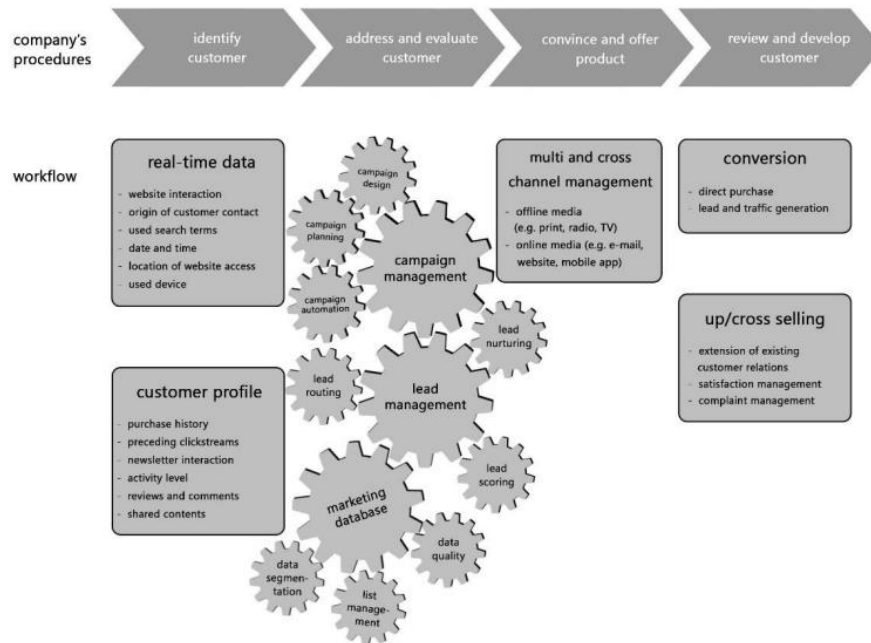 company's
procedures
identify
customer
address and evaluate
customer
convince and offer
product
review and develop
customer
workflow
real-time data
- website interaction
- origin of customer contact
- used search terms
- date and time
- location of website access
- used device
customer profile
- purchase history
- preceding clickstreams
- newsletter interaction
- activity level
- reviews and comments
- shared contents
campaign
design
campaign
planning
campaign
management
campaign
automation
lead
nurturing
lead
routing
lead
management
lead
scoring
marketing
database
data
quality
data
segmen-
tation
list
manage-
ment
multi and cross
channel management
- offline media
(e.g. print, radio, TV)
- online media (e.g. e-mail,
website, mobile app)
conversion
- direct purchase
- lead and traffic generation
up/cross selling
- extension of existing
customer relations
- satisfaction management
- complaint management